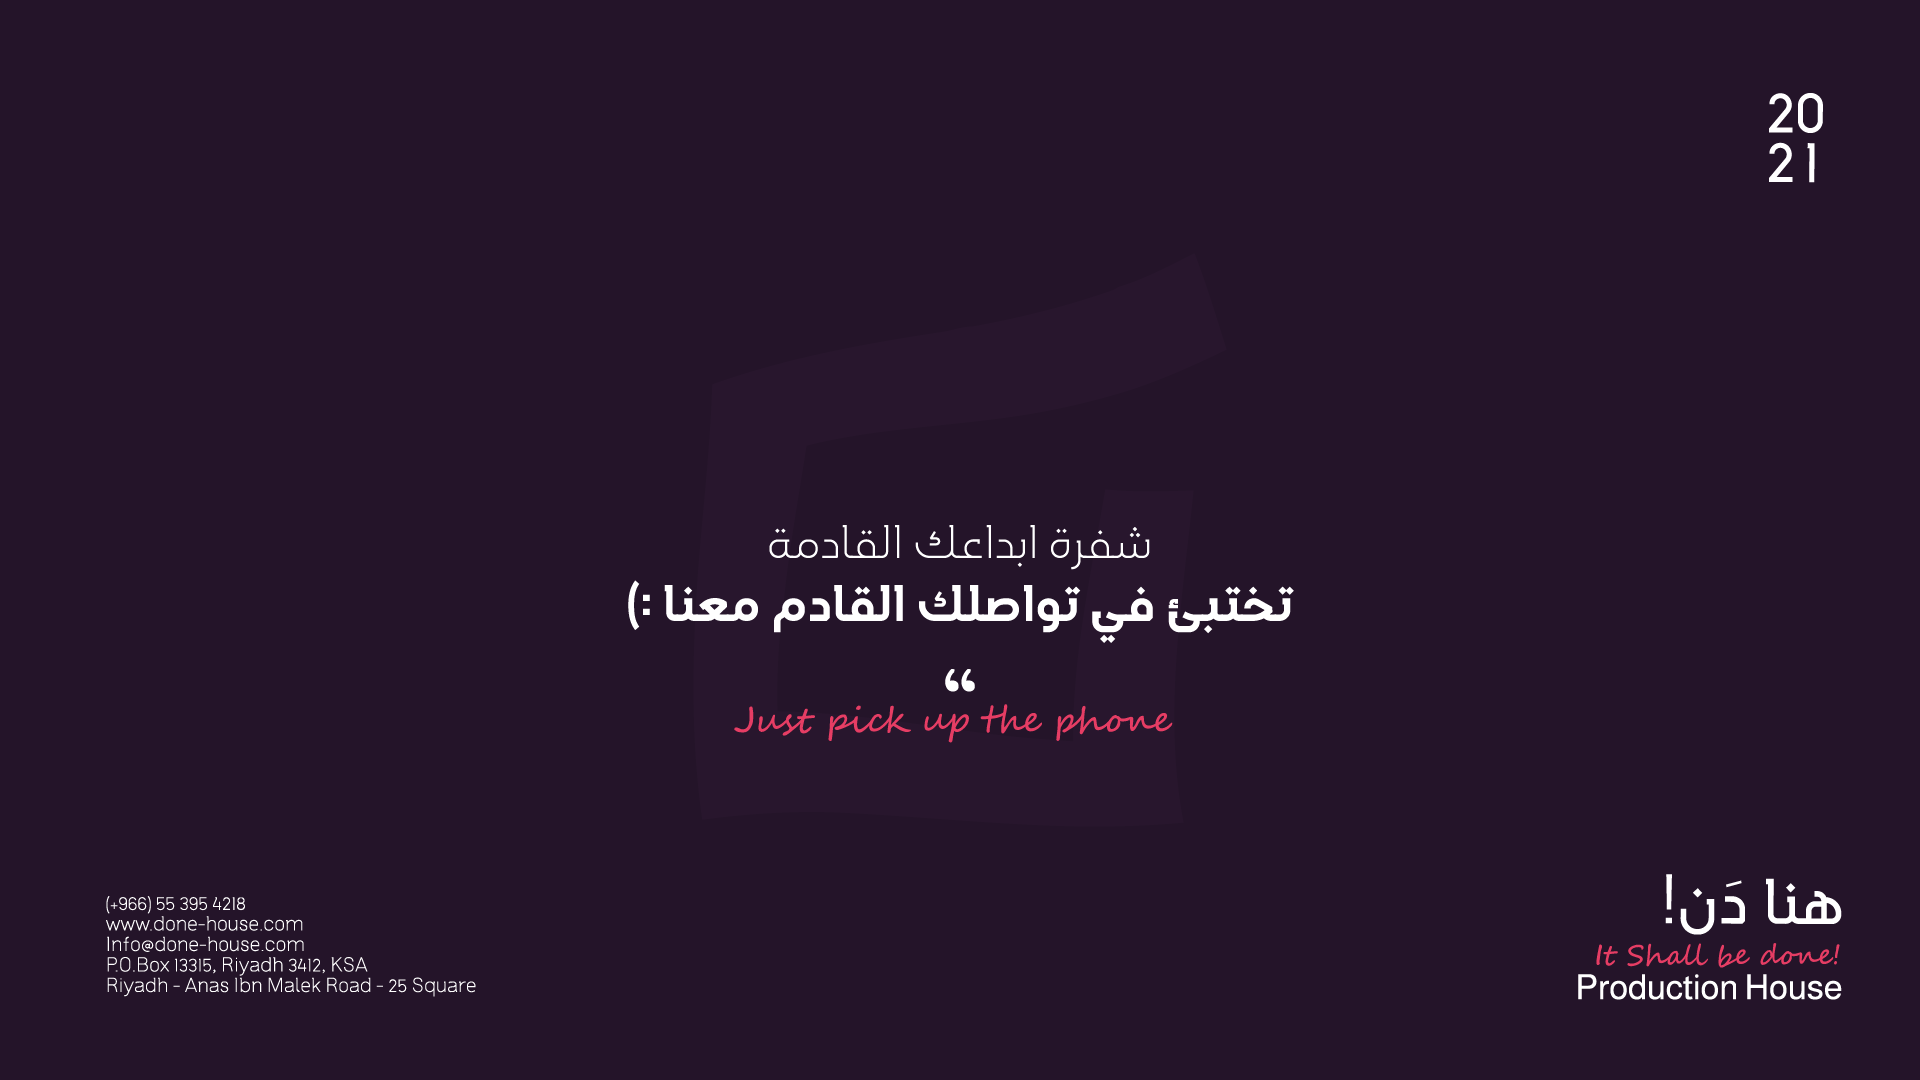 20
21
شفرة ابداعك القادمة
تختبئ في تواصلك القادم معنا :)
“
Just pick up the phone
(+966) 55 395 4218
www.done-house.com
Info@done-house.com
P.O.Box 13315, Riyadh 3412, KSA
Riyadh - Anas Ibn Malek Road - 25 Square
هنا دَن!
It Shall be done!
Production House